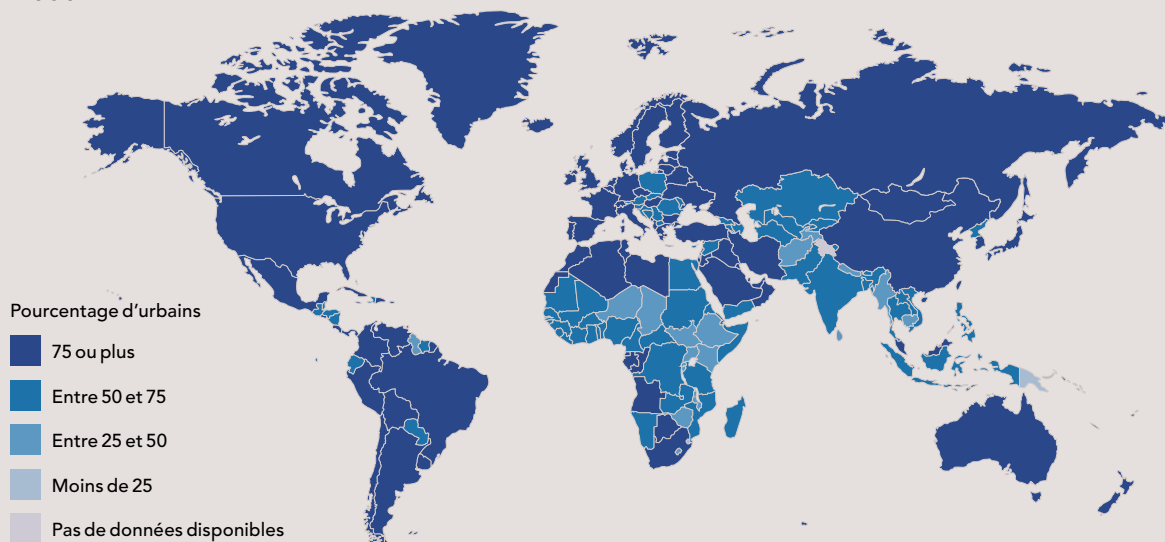 Pourcentage d'urbains
75 ou plus
Entre 50 et 75
Entre 25 et 50
Moins de 25
Pas de données disponibles